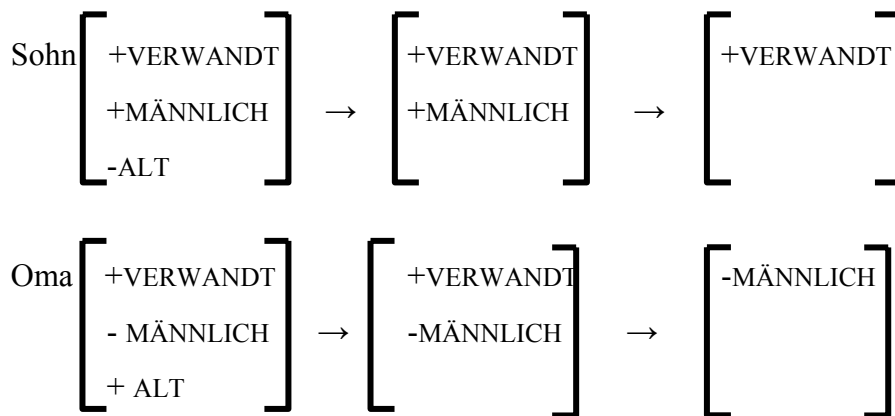 Sohn +VERWANDT +VERWANDT +VERWANDT
+MÄNNLICH → +MÄNNLICH →
-ALT
Oma +VERWANDT +VERWANDT -MÄNNLICH
- MÄNNLICH → -MÄNNLICH →
+ ALT